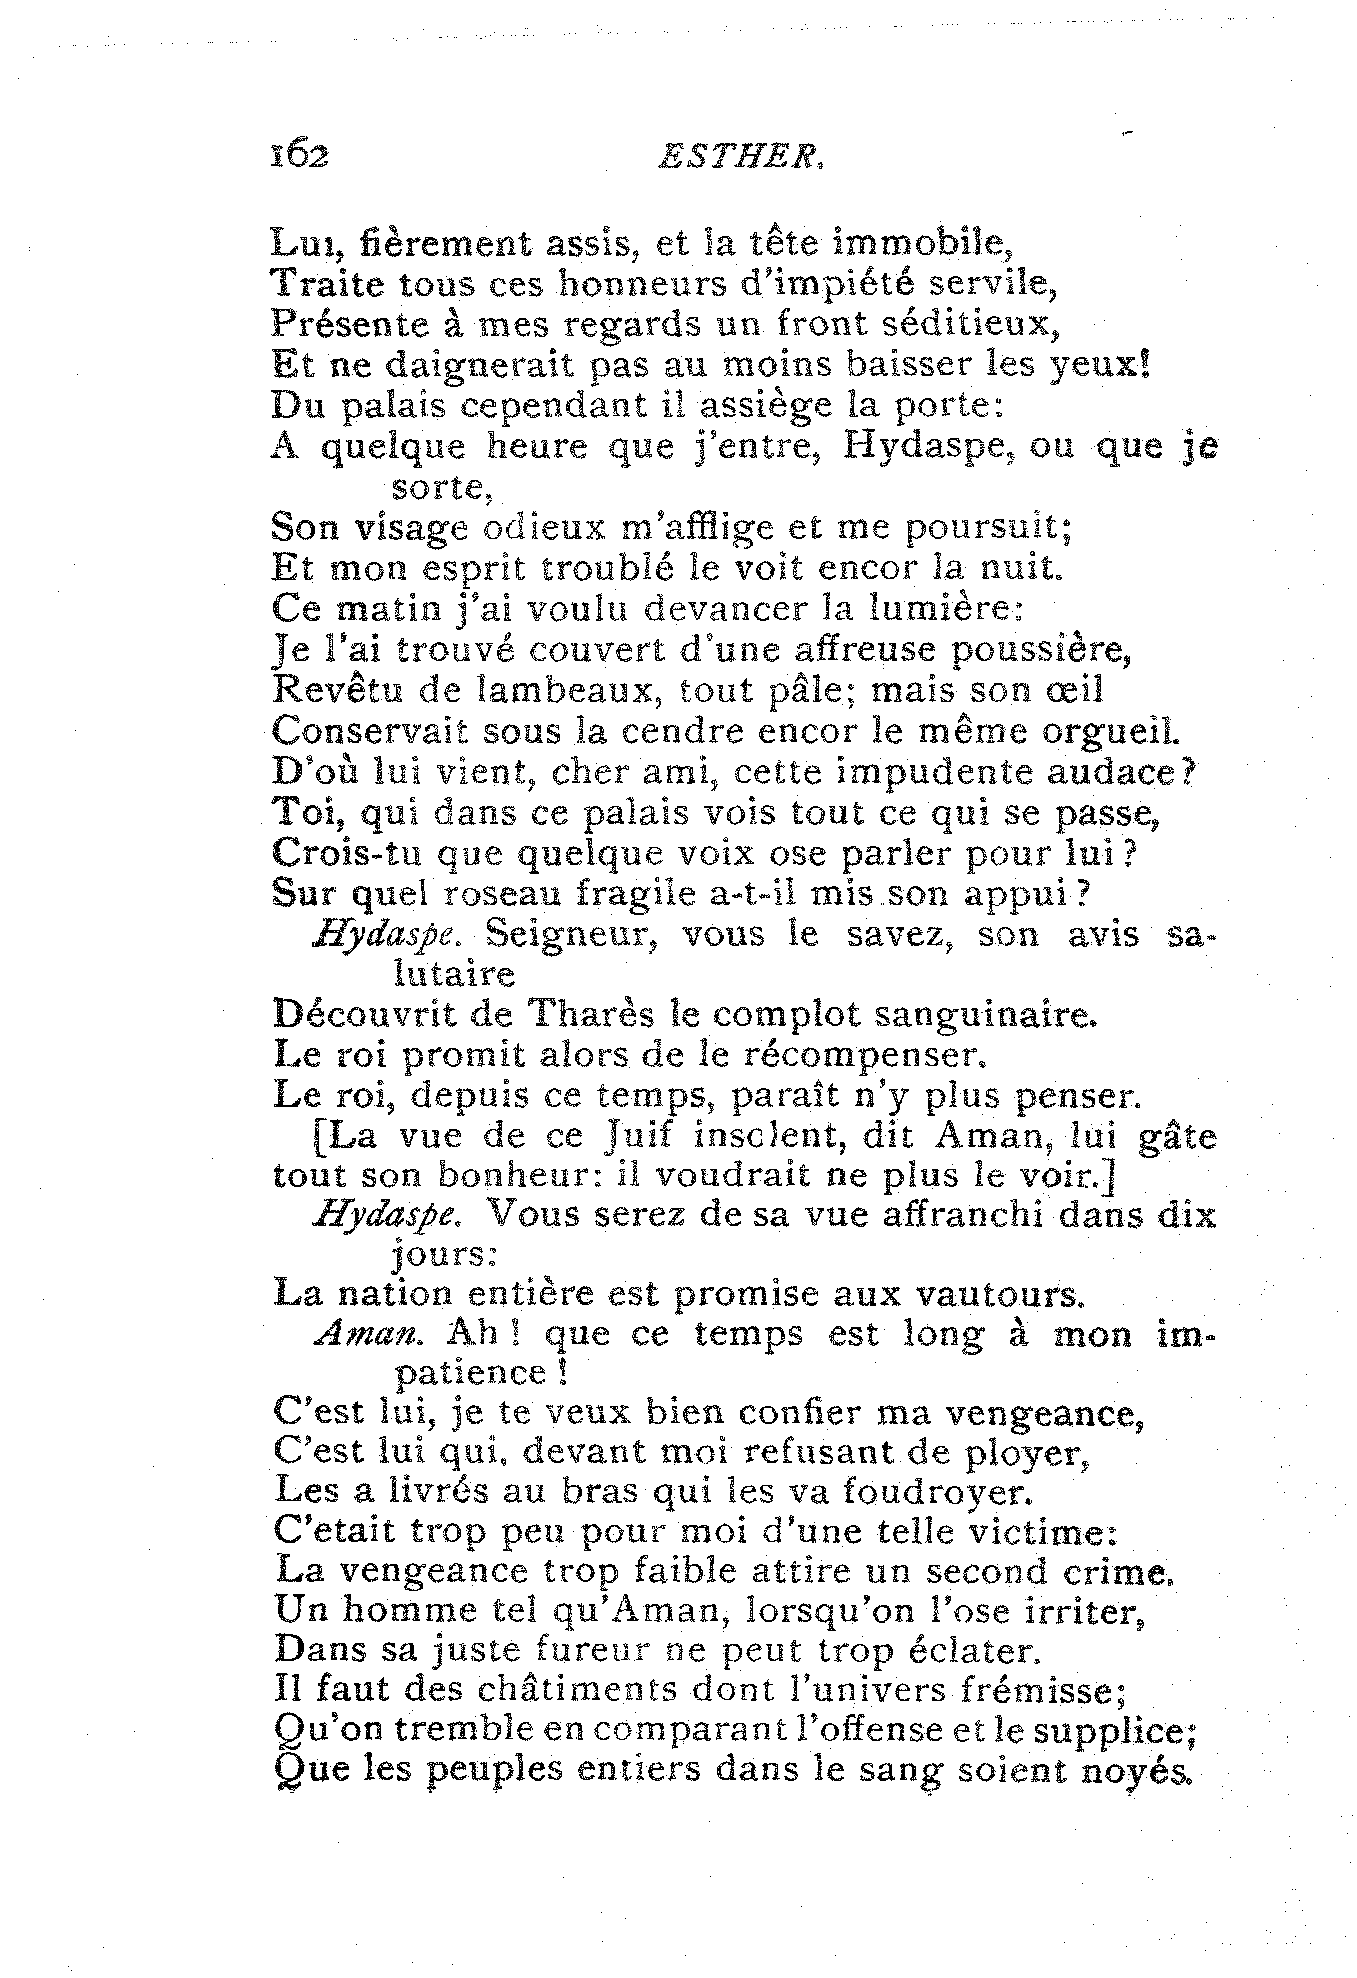 162 ESTHER.
Lui, fièrement assis, et la tête immobile,
Traite tous ces honneurs d'impiété servile,
Présente à mes regards un front séditieux,
Et ne daignerait pas au moins baisser les yeux!
Du palais cependant il assiège la porte:
A quelque heure que j'entre, Hydaspe, ou que je
sorte,
Son visage odieux m'afflige et me poursuit;
Et mon esprit troublé le voit encor la nuit.
Ce matin j'ai voulu devancer la lumière:
Je l'ai trouvé couvert d'une affreuse poussière,
Revêtu de lambeaux, tout pâle; mais son œil
Conservait sous la cendre encor le même orgueil.
D'où lui vient, cher ami, cette impudente audace?
Toi, qui dans ce palais vois tout ce qui se passe,
Crois-tu que quelque voix ose parler pour lui?
Sur quel roseau fragile a-t-il mis son appui?
Hydaspe. Seigneur, vous le savez, son avis sa-
lutaire
Découvrit de Tharès le complot sanguinaire.
Le roi promit alors de le récompenser.
Le roi, depuis ce temps, paraît n'y plus penser.
[La vue de ce Juif insolent, dit Aman, lui gâte
tout son bonheur: il voudrait ne plus le voir.]
Hydaspe. Vous serez de sa vue affranchi dans dix
jours:
La nation entière est promise aux vautours.
Aman. Ah! que ce temps est long à mon im-
patience!
C'est lui, je te veux bien confier ma vengeance,
C'est lui qui, devant moi refusant de ployer,
Les a livrés au bras qui les va foudroyer.
C'etait trop peu pour moi d'une telle victime:
La vengeance trop faible attire un second crime.
Un homme tel qu'Aman, lorsqu'on l'ose irriter,
Dans sa juste fureur ne peut trop éclater.
Il faut des châtiments dont l'univers frémisse;
Qu'on tremble en comparant l'offense et le supplice;
Que les peuples entiers dans le sang soient noyés.